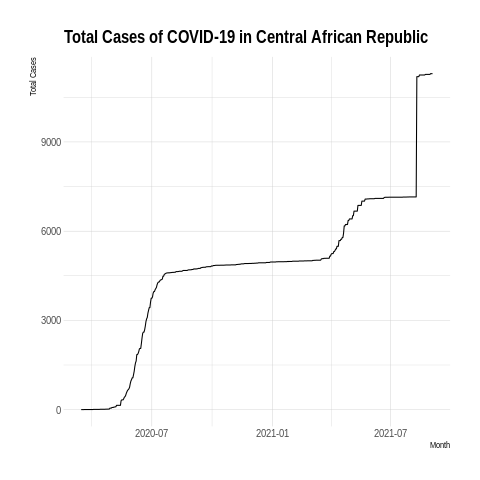 Total Cases of COVID-19 in Central African Republic
Total Cases
9000
6000
3000
0
2020-07
2021-01
2021-07
Month